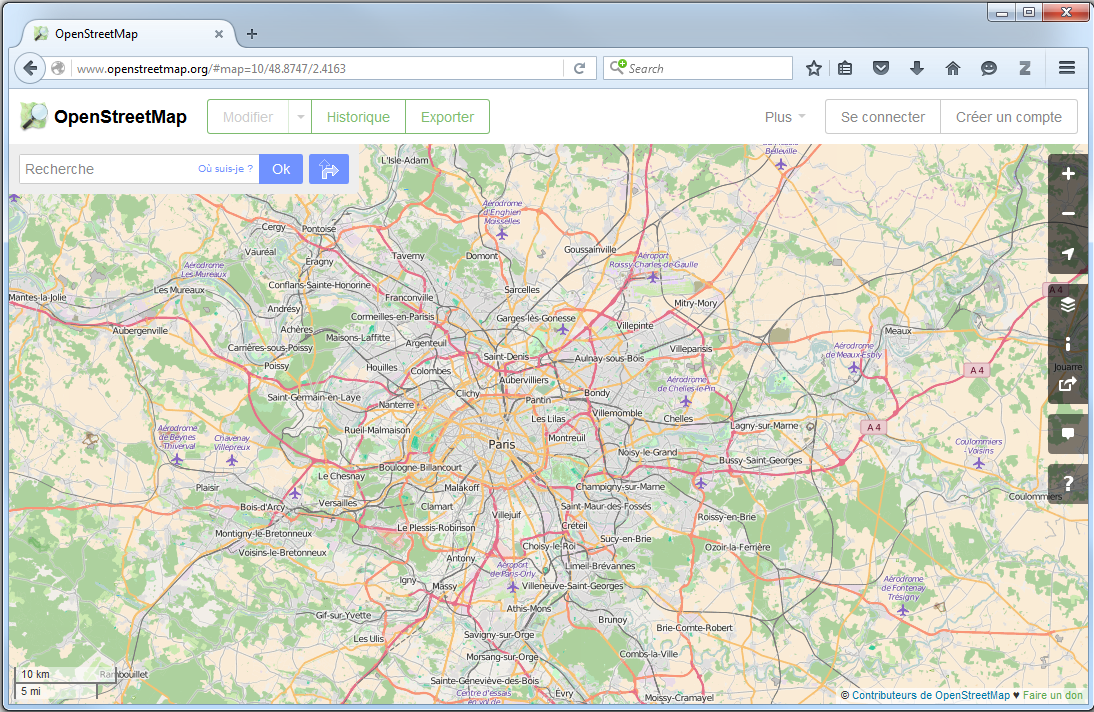 OpenStreetMap
www.openstreetmap.org/#map=10/48.8747/2.4163
Search
OpenStreetMap
Modifier
Historique
Exporter
Plus
Se connecter
Créer un compte
Recherche
Où suis-je ?
Ok
L'Isle-Adam
Belleville
Aérodrome
d'Enghien
Moisselles
Cergy
Pontoise
Vauréal
Eragny
Taverny
Domont
Goussainville
Aéroport
Roissy-Charles-de-Gaulle
Aérodrome
Les Mureaux
Les Mureaux
Conflans-Sainte-Honorine
Mantes-la-Jolie
Franconville
Sarcelles
Mitry-Mory
A 4
Andrésy
Cormeilles-en-Parisis
Garges-lès-Gonesse
Villepinte
Aubergenville
Achères
Maisons-Laffitte
Argenteuil
Meaux
Carrières-sous-Poissy
Saint-Denis
Aulnay-sous-Bois
Villeparisis
Aérodrome
de Meaux-Esbly
Poissy
Houilles
Colombes
Aubervilliers
Jouarre
A 4
Saint-Germain-en-Laye
Clichy
Bondy
Aérodrome
de Chelles-le-Pin
Nanterre
Pantin
Villemomble
Chelles
Les Lilas
Lagny-sur-Marne
A 4
Aérodrome
de Beynes
Thiverval
Chavenay
Villepreux
Rueil-Malmaison
Paris
Montreuil
Noisy-le-Grand
Coulommiers
- Voisins
Bussy-Saint-Georges
Boulogne-Billancourt
Le Chesnay
Plaisir
Malakoff
Champigny-sur-Marne
Coulommiers
Versailles
Bois-d'Arcy
Clamart
Villejuif
Saint-Maur-des-Fossés
Roissy-en-Brie
Le Plessis-Robinson
Créteil
Montigny-le-Bretonneux
Sucy-en-Brie
Voisins-le-Bretonneux
Choisy-le-Roi
Ozoir-la-Ferrière
Antony
Aéroport
de Paris-Orly
Limeil-Brévannes
Igny
Massy
Villeneuve-Saint-Georges
Aérodrome
de Fontenay
Trésigny
Athis-Mons
Gif-sur-Yvette
Brunoy
Les Ulis
Savigny-sur-Orge
Brie-Comte-Robert
Morsang-sur-Orge
Combs-la-Ville
Rambouillet
Sainte-Geneviève-des-Bois
Centre d'essais
en vol de
Évry
Moissy-Cramayel
10 km
5 mi
© Contributeurs de OpenStreetMap ♥ Faire un don